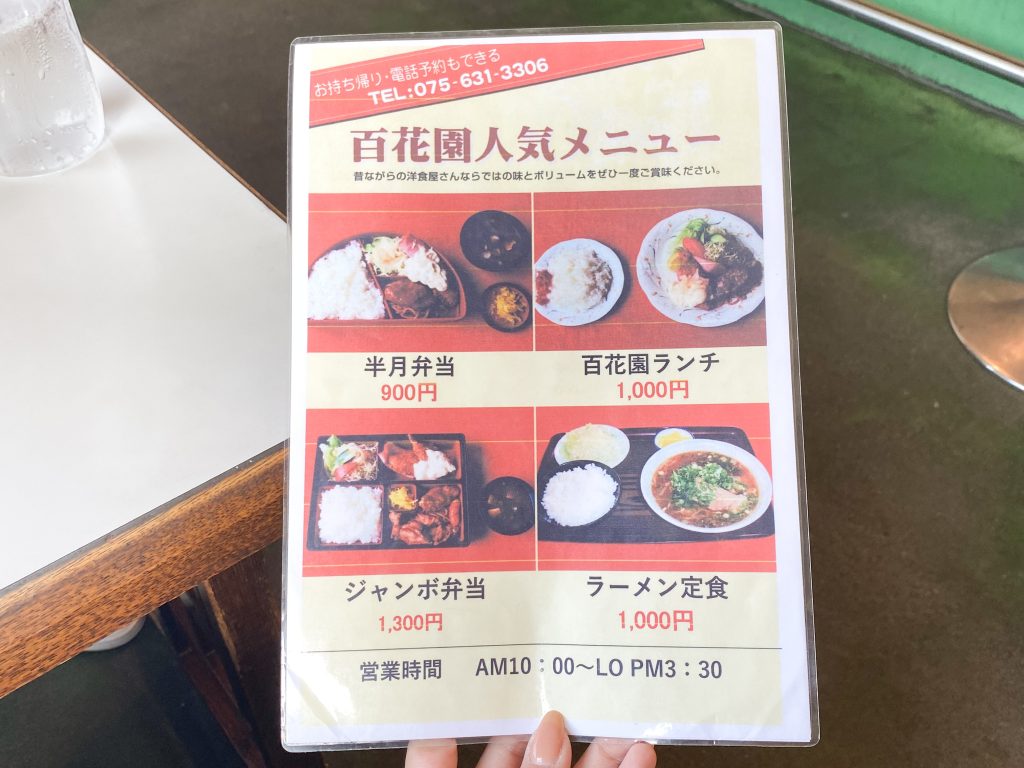 お持ち帰り・電話予約もできる
TEL:075-631-3306
百花園人気メニュー
昔ながらの洋食屋さんならではの味とボリュームをぜひ一度ご賞味ください。
半月弁当
900円
百花園ランチ
1,000円
ジャンボ弁当
1,300円
ラーメン定食
1,000円
営業時間 AM10：00〜LO PM3：30